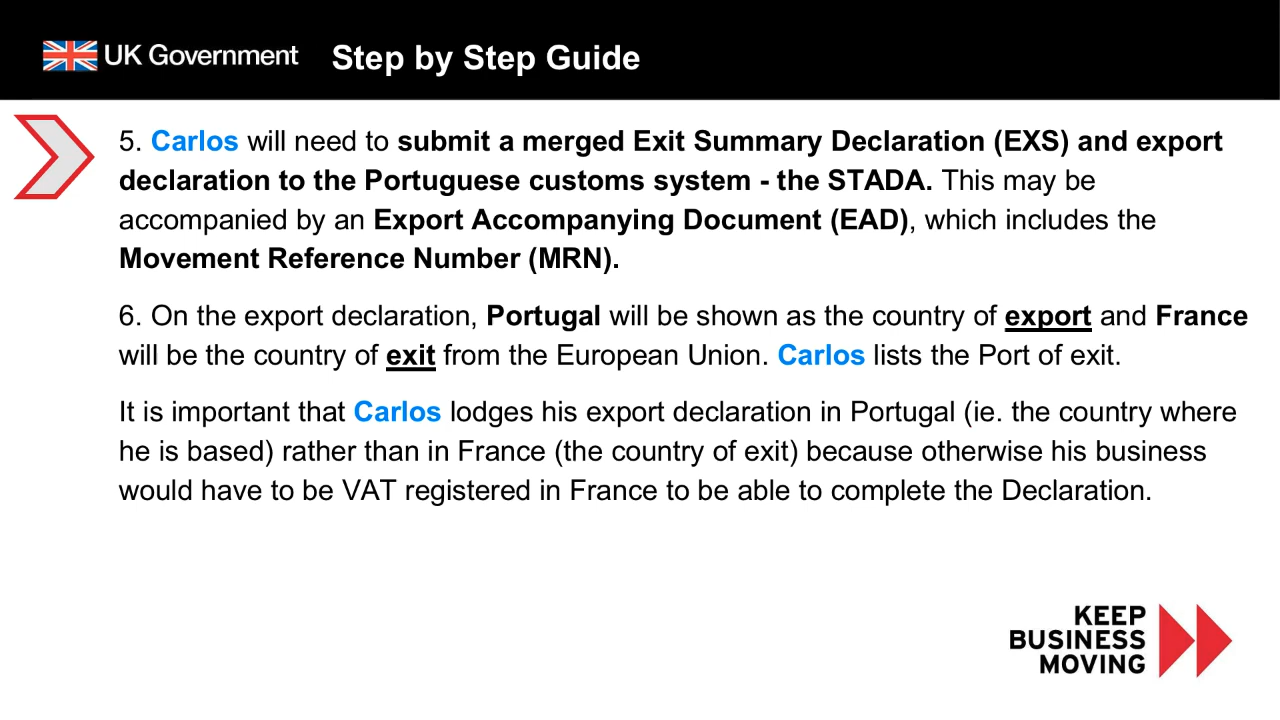 UK Government Step by Step Guide
5. Carlos will need to submit a merged Exit Summary Declaration (EXS) and export
declaration to the Portuguese customs system - the STADA. This may be
accompanied by an Export Accompanying Document (EAD), which includes the
Movement Reference Number (MRN).
6. On the export declaration, Portugal will be shown as the country of export and France
will be the country of exit from the European Union. Carlos lists the Port of exit.
It is important that Carlos lodges his export declaration in Portugal (ie. the country where
he is based) rather than in France (the country of exit) because otherwise his business
would have to be VAT registered in France to be able to complete the Declaration.
KEEP
BUSINESS
MOVING